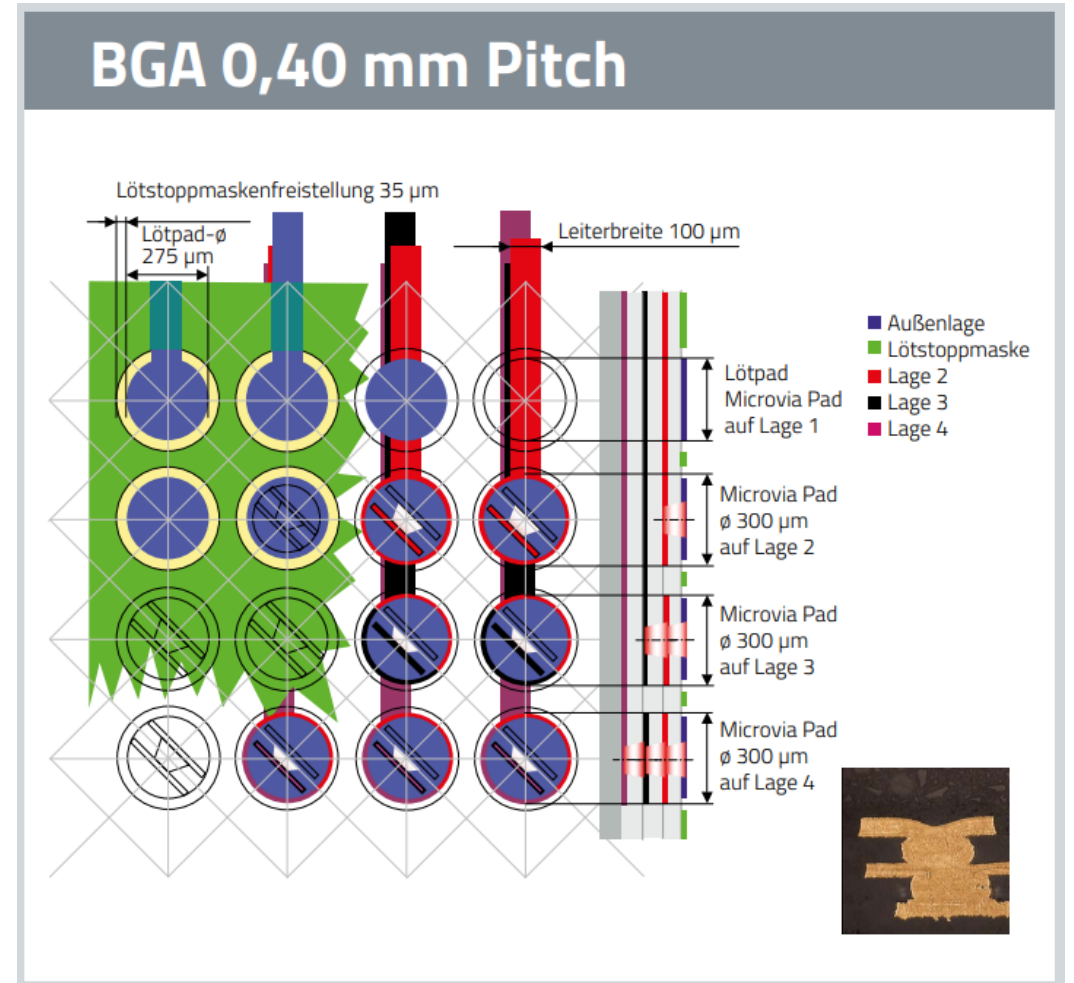 BGA 0,40 mm Pitch
Lötstoppmaskenfreistellung 35 µm
Lötpad-ø
275 µm
Leiterbreite 100 µm
Außenlage
Lötstoppmaske
Lage 2
Lage 3
Lage 4
Lötpad
Microvia Pad
auf Lage 1
Microvia Pad
ø 300 µm
auf Lage 2
Microvia Pad
ø 300 µm
auf Lage 3
Microvia Pad
ø 300 µm
auf Lage 4